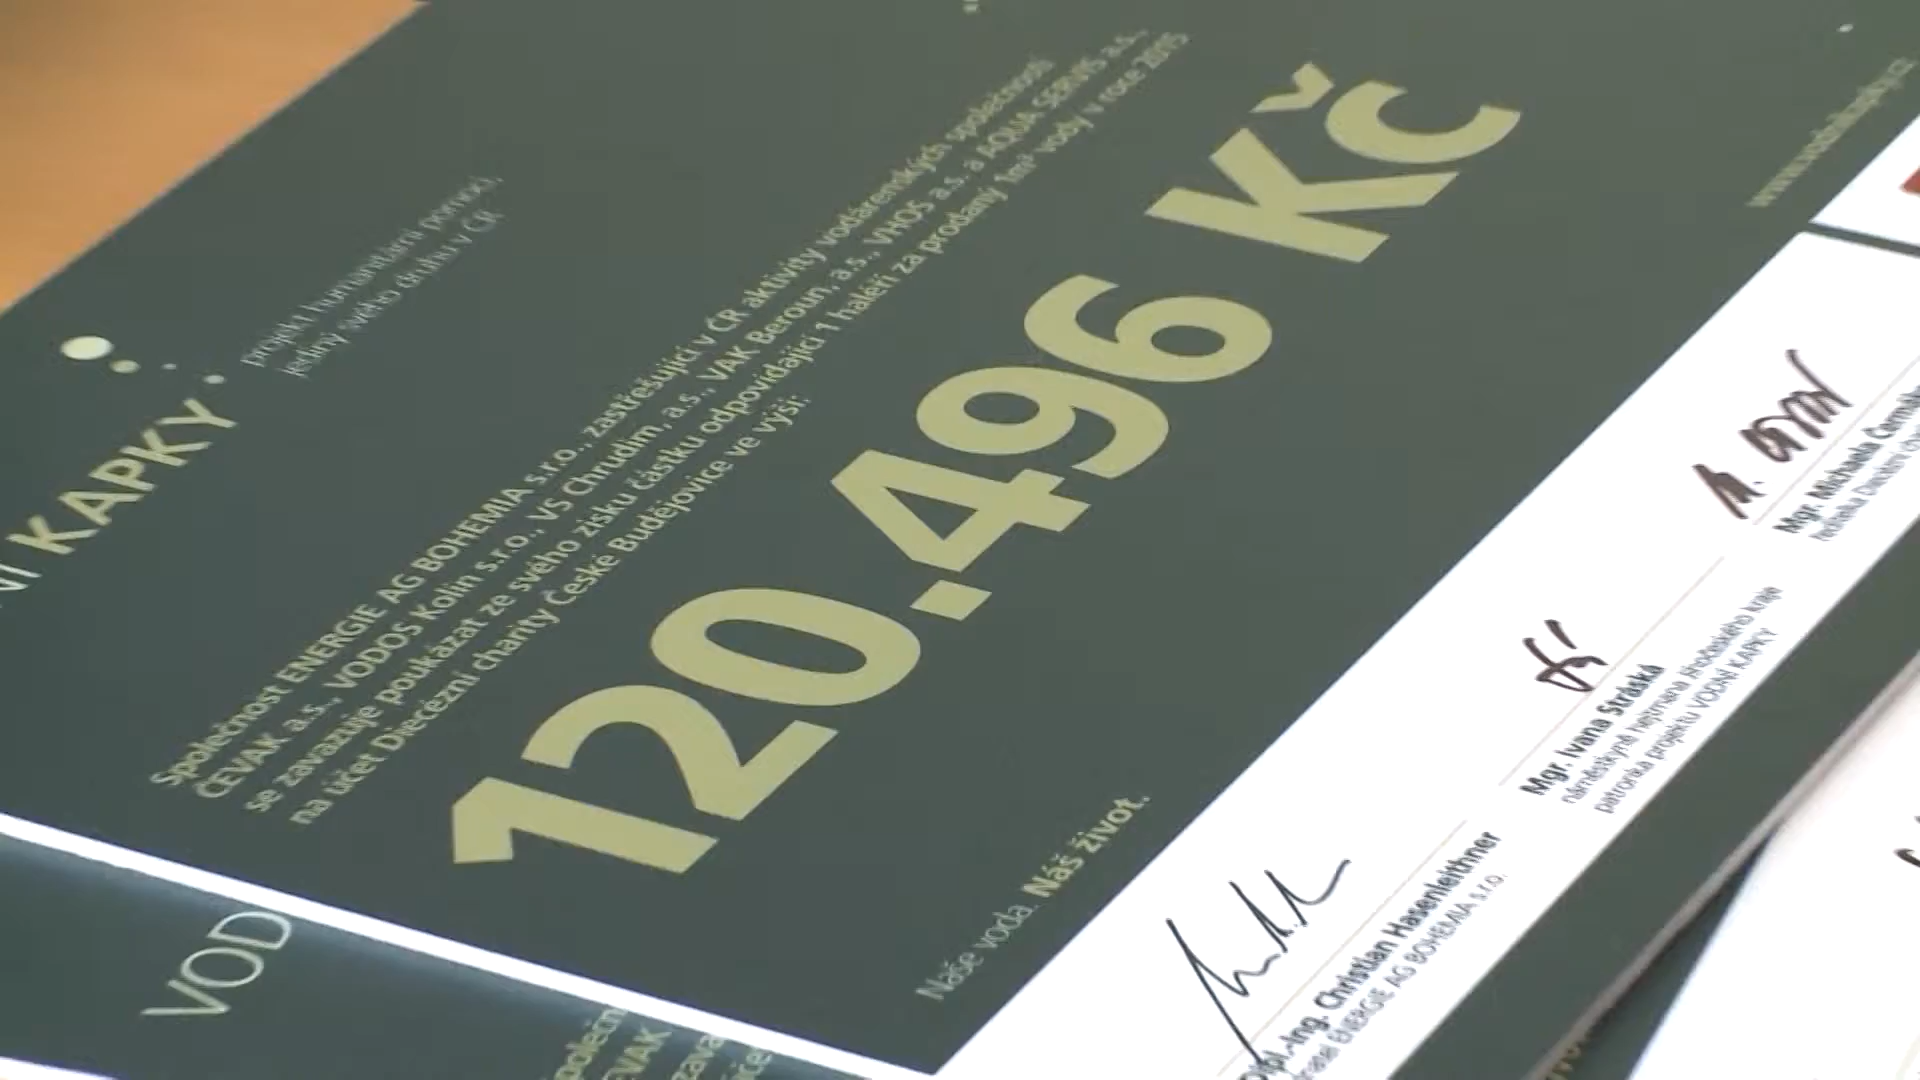 KAPKY
projekt humanitární pomoci,
jediný svého druhu v ČR
Společnost ENERGIE AG BOHEMIA s.r.o., zastřešující v ČR aktivity vodárenských společností
ČEVAK a.s., VODOS Kolín s.r.o., VS Chrudim, a.s., VAK Beroun, a.s., VHOS a.s. a AQUA SERVIS a.s.,
se zavazuje poukázat ze svého zisku částku odpovídající 1 haléři za prodaný 1m³ vody v roce 2015
na účet Diecézní charity České Budějovice ve výši:
120.496 Kč
Naše voda. Náš život.
www.vodnikapky.cz
Christian Hasenleithner
ENERGIE AG BOHEMIA s.r.o.
Mgr. Ivana Stráská
náměstkyně hejtmana Jihočeského kraje
patronka projektu VODNÍ KAPKY
Mgr. Michaela
VOD